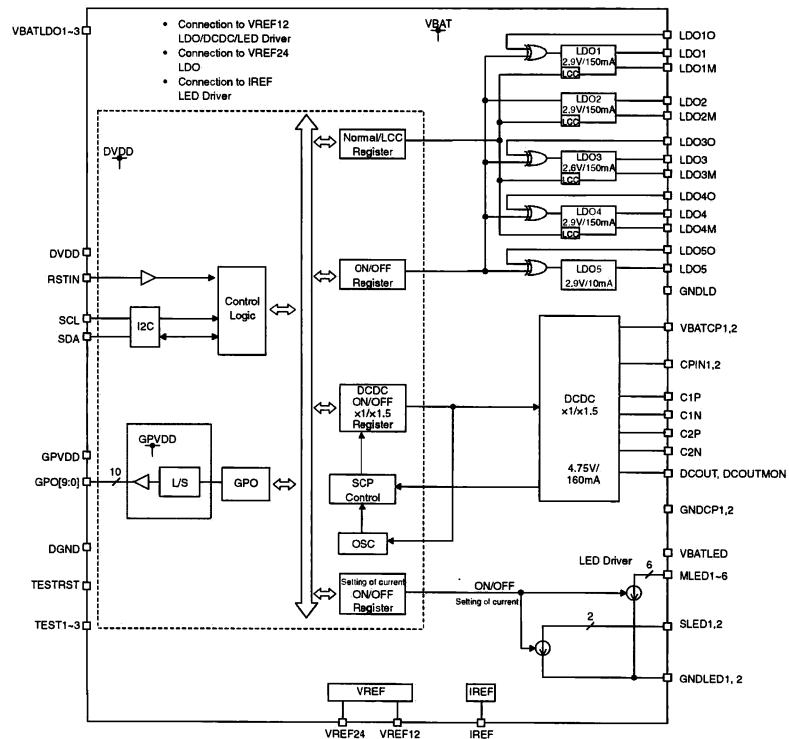 VBATLDO1~3
• Connection to VREF12
LDO/DCDC/LED Driver
• Connection to VREF24
LDO
• Connection to IREF
LED Driver
VBAT
DVDD
DVDD
RSTIN
SCL
SDA
I2C
Control
Logic
GPVDD
GPVDD
GPO[9:0]
10
L/S
GPO
DGND
TESTRST
TEST1~3
Normal/LCC
Register
ON/OFF
Register
DCDC
ON/OFF
x1/x1.5
Register
SCP
Control
OSC
Setting of current
ON/OFF
Register
ON/OFF
Setting of current
LDO1
2.9V/150mA
LCC
LDO2
2.9V/150mA
LCC
LDO3
2.6V/150mA
LCC
LDO4
2.9V/150mA
LCC
LDO5
2.9V/10mA
DCDC
x1/x1.5
4.75V/
160mA
LED Driver
6
2
LDO1O
LDO1
LDO1M
LDO2
LDO2M
LDO3O
LDO3
LDO3M
LDO4O
LDO4
LDO4M
LDO5O
LDO5
GNDLD
VBATCP1,2
CPIN1,2
C1P
C1N
C2P
C2N
DCOUT, DCOUTMON
GNDCP1,2
VBATLED
MLED1~6
SLED1,2
GNDLED1, 2
VREF
IREF
VREF24
VREF12
IREF